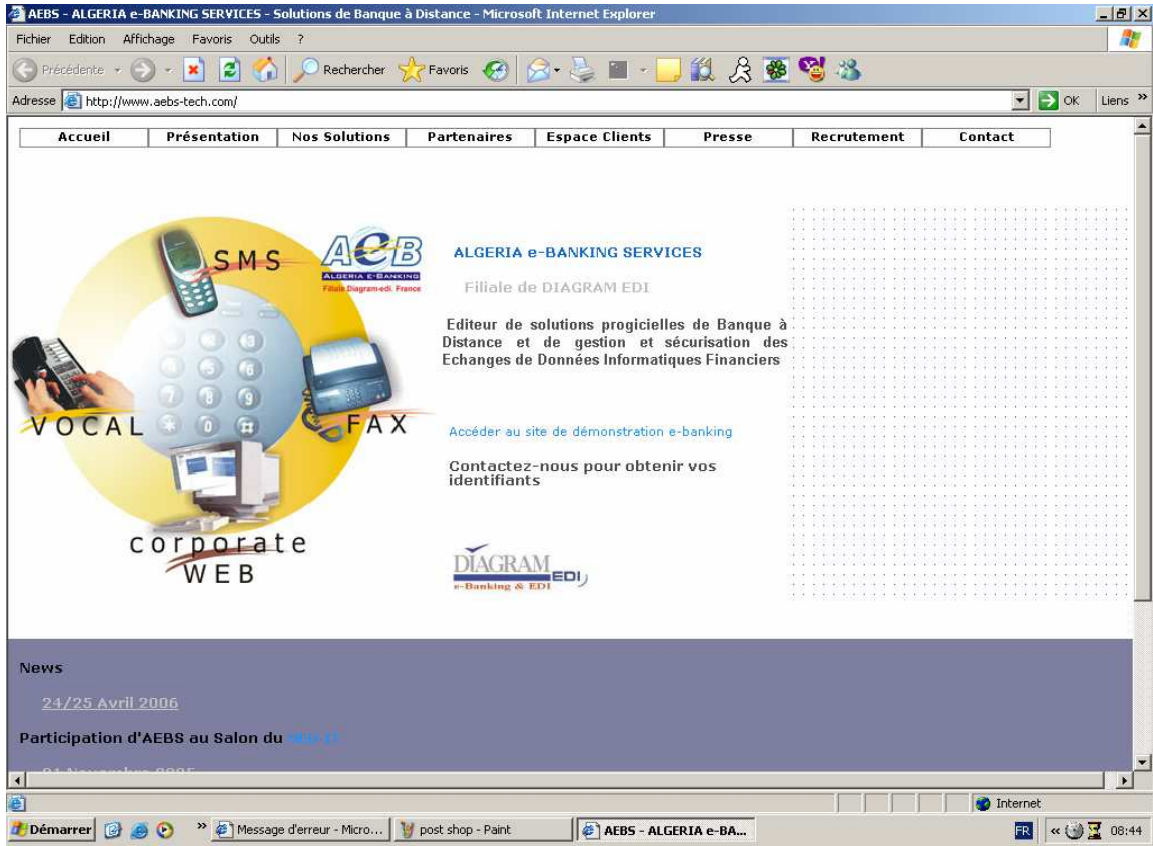 AEBS - ALGERIA e-BANKING SERVICES - Solutions de Banque à Distance - Microsoft Internet Explorer
Fichier Edition Affichage Favoris Outils ?
Précédente Rechercher Favoris
Adresse http://www.aebs-tech.com/ OK Liens »
Accueil Présentation Nos Solutions Partenaires Espace Clients Presse Recrutement Contact
SMS
AEB
ALGERIA E-BANKING
Filiale Diagram-edi. France
ALGERIA e-BANKING SERVICES
Filiale de DIAGRAM EDI
Editeur de solutions progicielles de Banque à
Distance et de gestion et sécurisation des
Echanges de Données Informatiques Financiers
VOCAL
FAX
Accéder au site de démonstration e-banking
Contactez-nous pour obtenir vos
identifiants
corporate
WEB
DIAGRAM EDI
e-Banking & EDI
News
24/25 Avril 2006
Participation d'AEBS au Salon du
Internet
Démarrer » Message d'erreur - Micro... post shop - Paint AEBS - ALGERIA e-BA... FR « 08:44